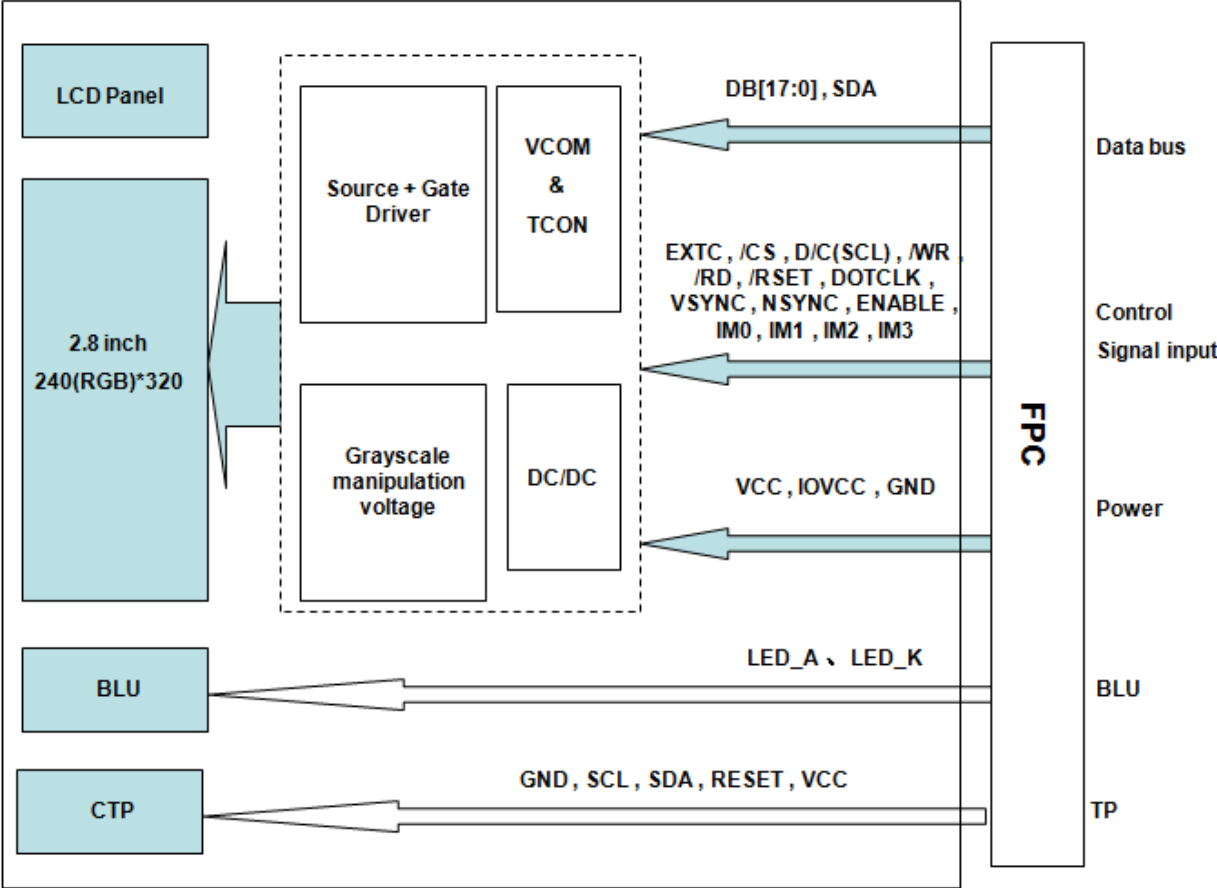 LCD Panel
2.8 inch
240(RGB)*320
Source + Gate
Driver
VCOM
&
TCON
Grayscale
manipulation
voltage
DC/DC
DB[17:0] , SDA
EXTC , /CS , D/C(SCL) , /WR ,
/RD , /RSET , DOTCLK ,
VSYNC , NSYNC , ENABLE ,
IM0 , IM1 , IM2 , IM3
VCC , IOVCC , GND
LED_A 、 LED_K
GND , SCL , SDA , RESET , VCC
BLU
CTP
FPC
Data bus
Control
Signal input
Power
BLU
TP